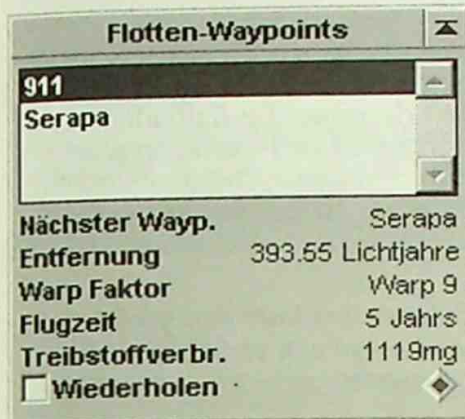 Flotten-Waypoints
911
Serapa
Nächster Wayp. Serapa
Entfernung 393.55 Lichtjahre
Warp Faktor Warp 9
Flugzeit 5 Jahrs
Treibstoffverbr. 1119mg
Wiederholen